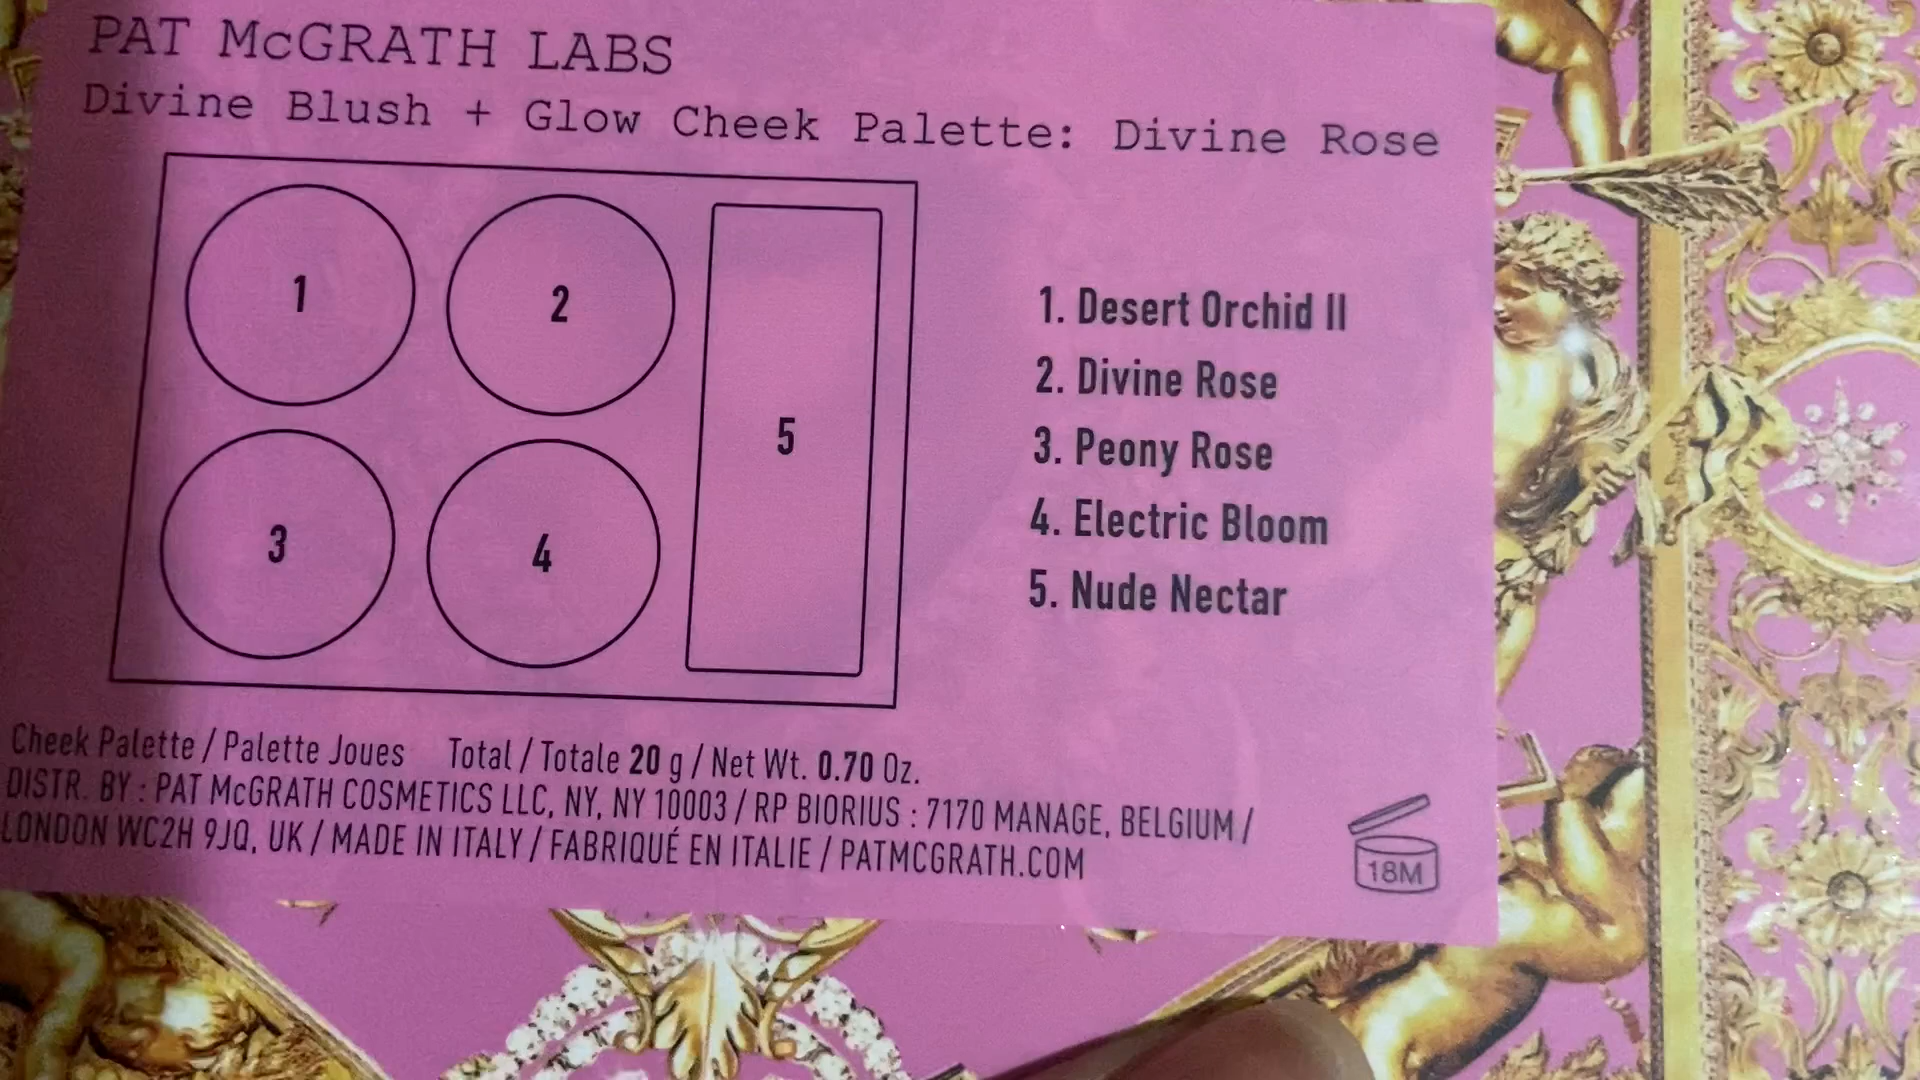 PAT McGRATH LABS
Divine Blush + Glow Cheek Palette: Divine Rose
1
2
3
4
5
1. Desert Orchid II
2. Divine Rose
3. Peony Rose
4. Electric Bloom
5. Nude Nectar
Cheek Palette / Palette Joues Total / Totale 20 g / Net Wt. 0.70 Oz.
DISTR. BY : PAT McGRATH COSMETICS LLC, NY, NY 10003 / RP BIORIUS : 7170 MANAGE, BELGIUM /
LONDON WC2H 9JQ, UK / MADE IN ITALY / FABRIQUÉ EN ITALIE / PATMCGRATH.COM
18M